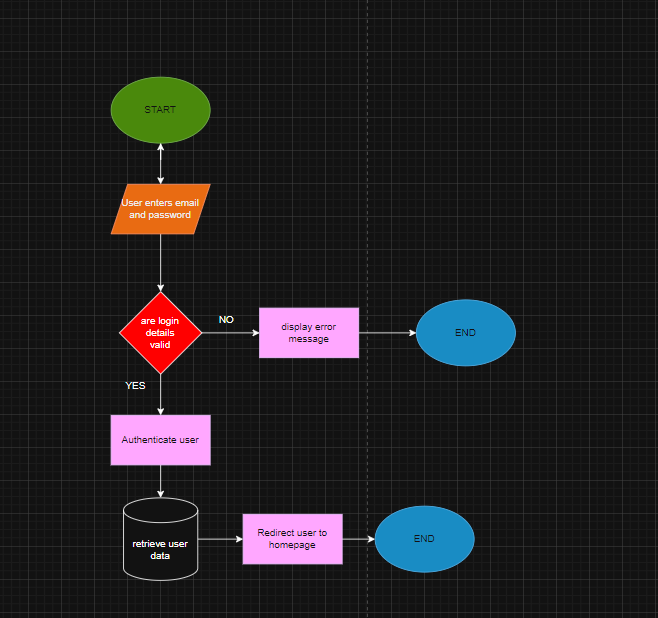 START
User enters email
and password
are login
details
valid
NO
display error
message
END
YES
Authenticate user
retrieve user
data
Redirect user to
homepage
END